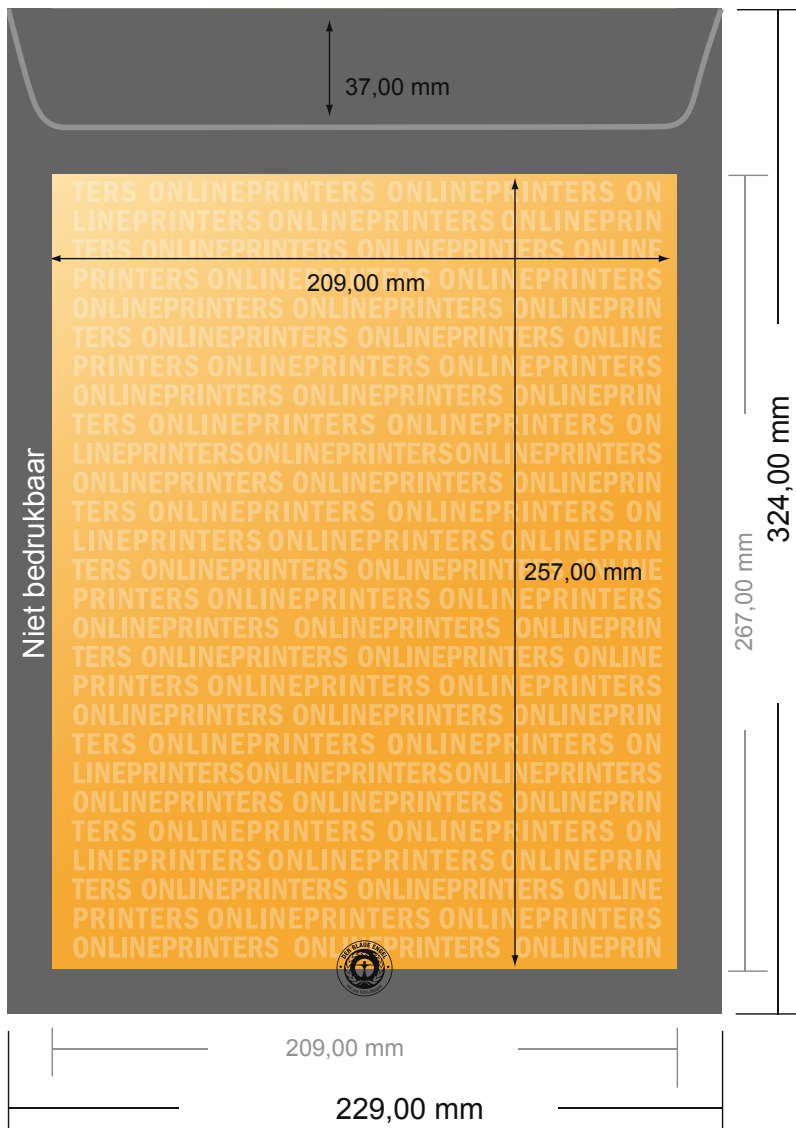 37,00 mm
TERS ONLINEPRINTERS ONLINEPRINTERS ON
LINEPRINTERS ONLINEPRINTERS ONLINEPRIN
TERS ONLINEPRINTERS ONLINEPRINTERS ONLINE
PRINTERS ONLINEPRINTERS ONLINEPRINTERS
209,00 mm
ONLINEPRINTERS ONLINEPRINTERS ONLINEPRIN
TERS ONLINEPRINTERS ONLINEPRINTERS ONLINE
PRINTERS ONLINEPRINTERS ONLINEPRINTERS
ONLINEPRINTERS ONLINEPRINTERS ONLINEPRIN
TERS ONLINEPRINTERS ONLINEPRINTERS ON
LINEPRINTERSONLINEPRINTERSONLINEPRINTERS
ONLINEPRINTERS ONLINEPRINTERS ONLINEPRIN
TERS ONLINEPRINTERS ONLINEPRINTERS ON
LINEPRINTERS ONLINEPRINTERS ONLINEPRIN
TERS ONLINEPRINTERS ONLINEPRINTERS ONLINE
257,00 mm
PRINTERS ONLINEPRINTERS ONLINEPRINTERS
ONLINEPRINTERS ONLINEPRINTERS ONLINEPRIN
TERS ONLINEPRINTERS ONLINEPRINTERS ONLINE
PRINTERS ONLINEPRINTERS ONLINEPRINTERS
ONLINEPRINTERS ONLINEPRINTERS ONLINEPRIN
TERS ONLINEPRINTERS ONLINEPRINTERS ON
LINEPRINTERSONLINEPRINTERSONLINEPRINTERS
ONLINEPRINTERS ONLINEPRINTERS ONLINEPRIN
TERS ONLINEPRINTERS ONLINEPRINTERS ON
LINEPRINTERS ONLINEPRINTERS ONLINEPRIN
TERS ONLINEPRINTERS ONLINEPRINTERS ONLINE
PRINTERS ONLINEPRINTERS ONLINEPRINTERS
ONLINEPRINTERS ONLINEPRINTERS ONLINEPRIN
DER BLAUE ENGEL
Niet bedrukbaar
267,00 mm
324,00 mm
209,00 mm
229,00 mm